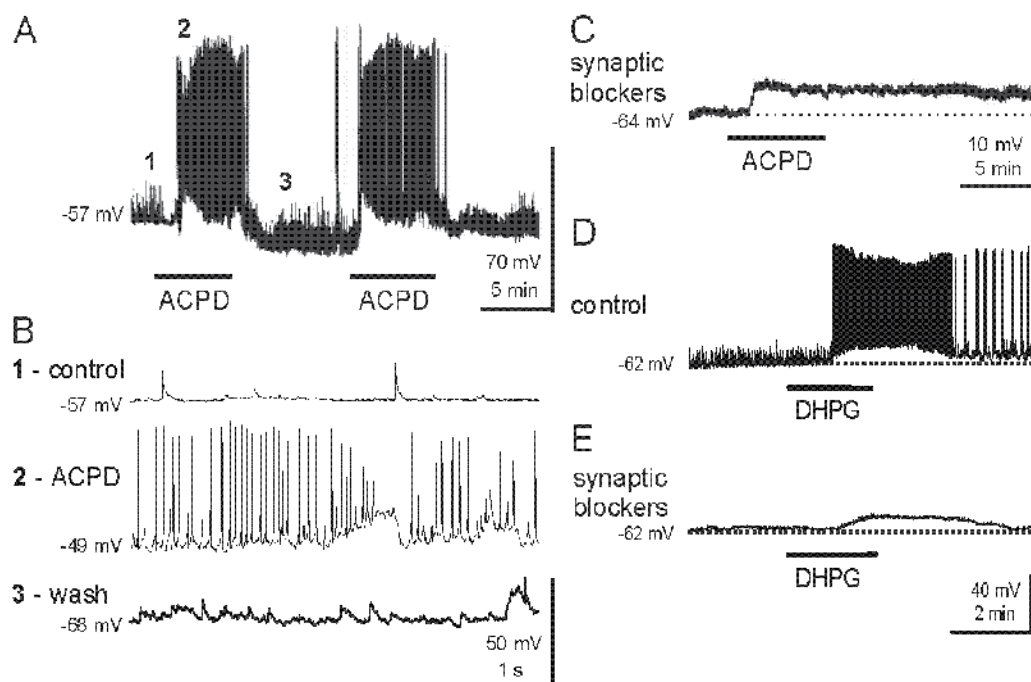 A
2
1
3
-57 mV
70 mV
5 min
ACPD
ACPD
B
1 - control
-57 mV
2 - ACPD
-49 mV
3 - wash
-68 mV
50 mV
1 s
C
synaptic
blockers
-64 mV
ACPD
10 mV
5 min
D
control
-62 mV
DHPG
E
synaptic
blockers
-62 mV
DHPG
40 mV
2 min